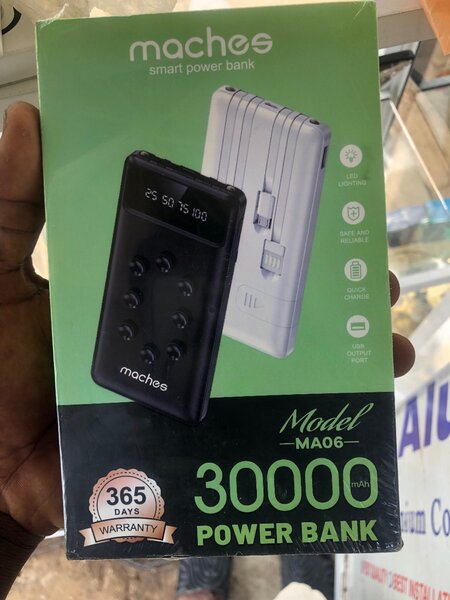 maches
smart power bank
LED
LIGHTING
SAFE AND
RELIABLE
QUICK
CHARGE
USB
OUTPUT
PORT
25 50 75 100
maches
Model
MA06
365
DAYS
WARRANTY
30000 mAh
POWER BANK